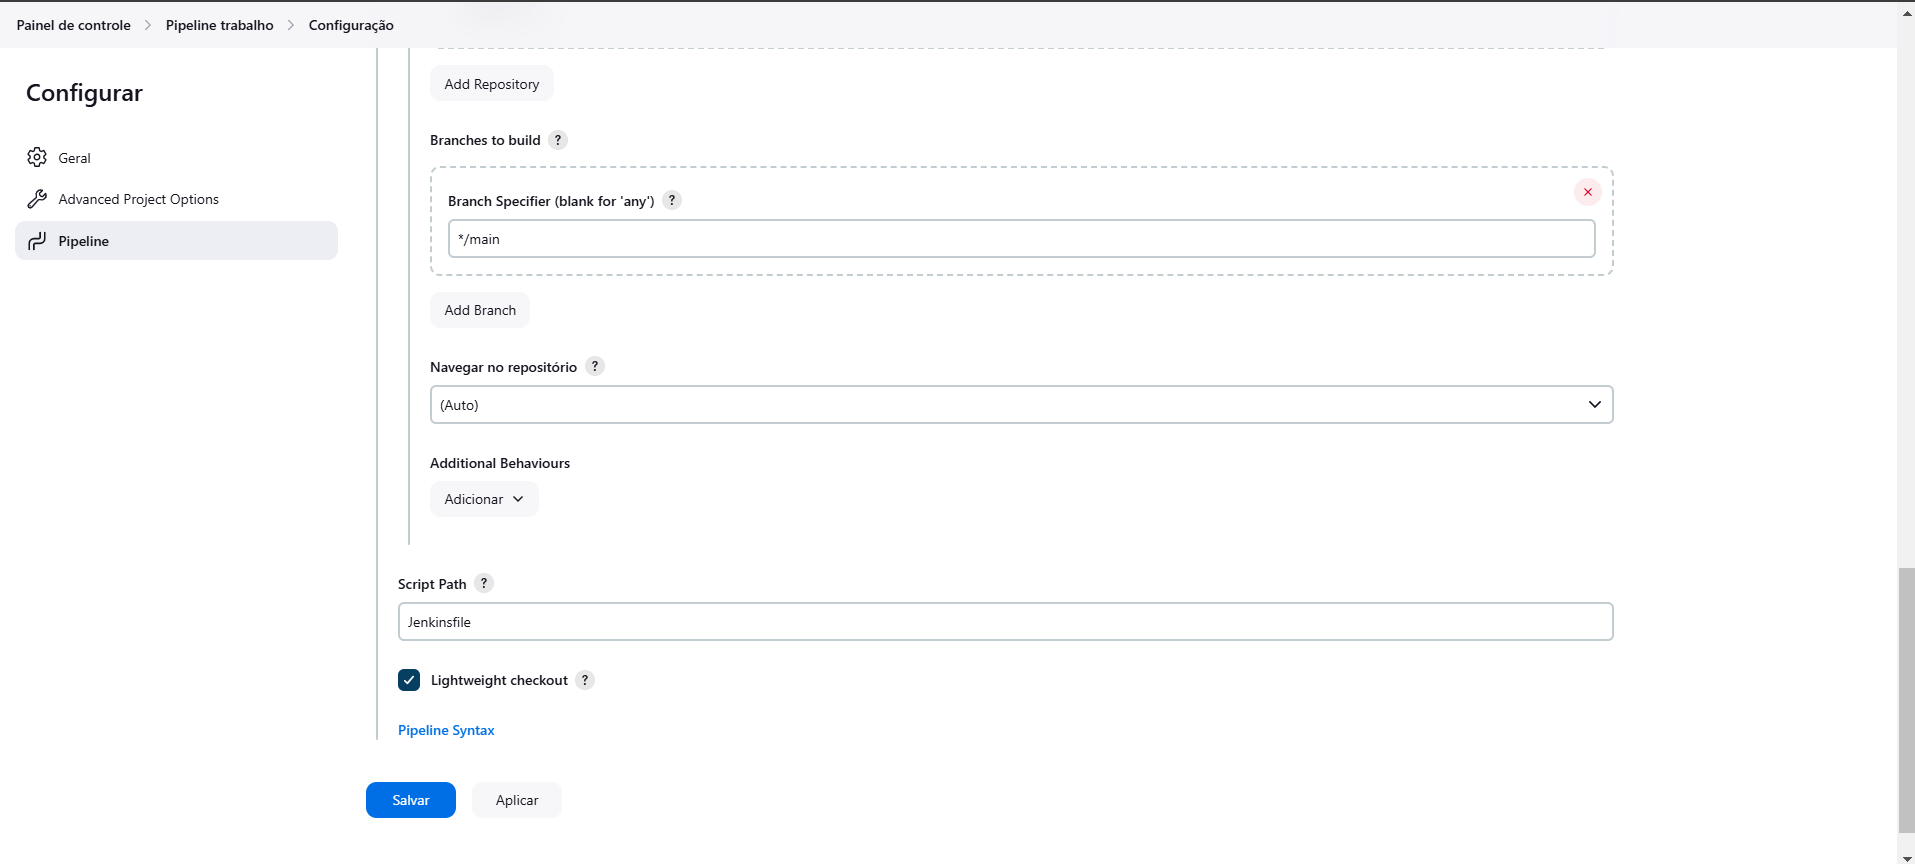 Painel de controle > Pipeline trabalho > Configuração
Configurar
Geral
Advanced Project Options
Pipeline
Add Repository
Branches to build ?
Branch Specifier (blank for 'any') ?
*/main
Add Branch
Navegar no repositório ?
(Auto)
Additional Behaviours
Adicionar
Script Path ?
Jenkinsfile
Lightweight checkout ?
Pipeline Syntax
Salvar Aplicar